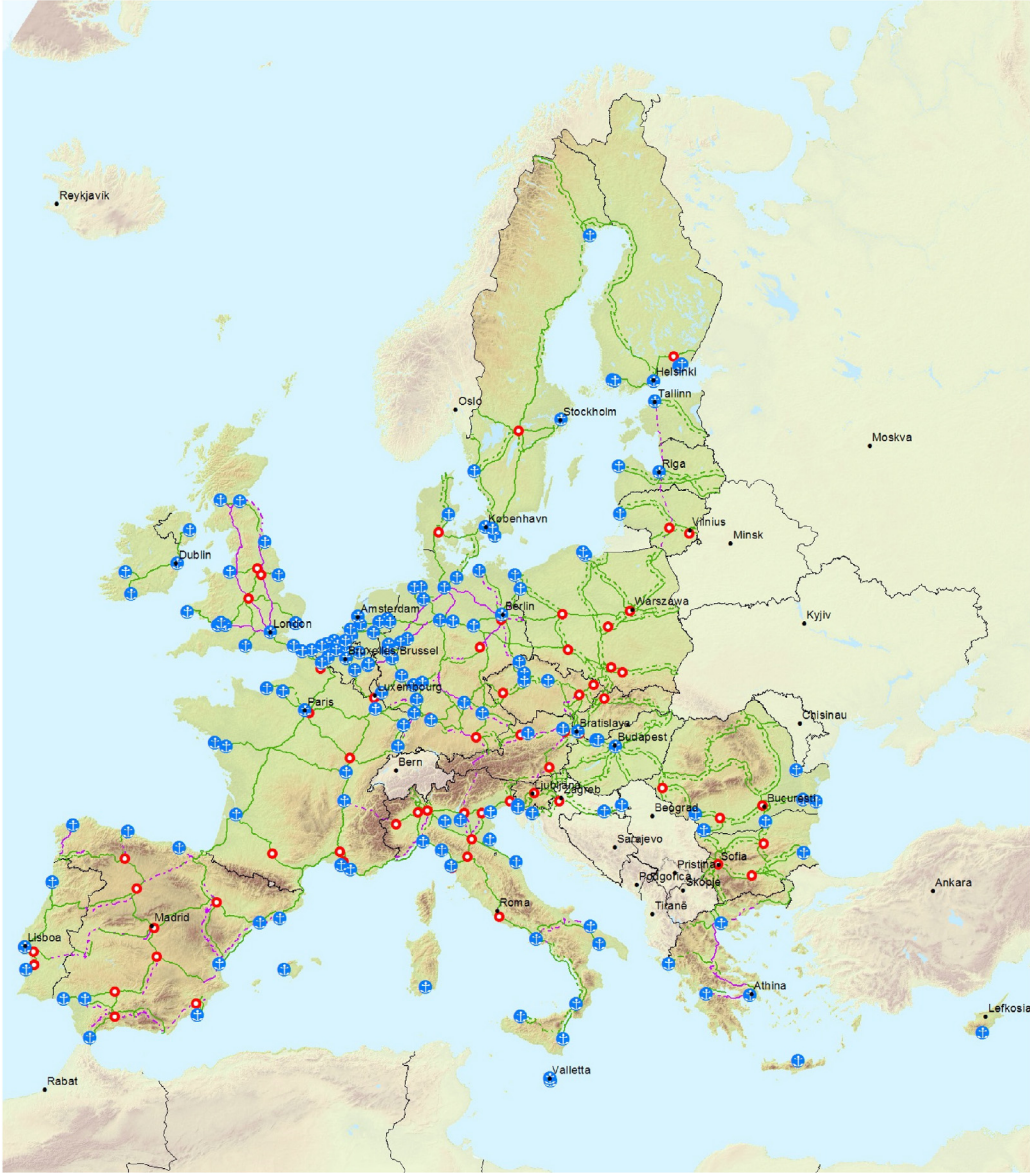 Reykjavík
Helsinki
Tallinn
Oslo
Stockholm
Moskva
Riga
København
Vilnius
Minsk
Dublin
Amsterdam
Berlin
Warszawa
London
Kyjiv
Bruxelles/Brussel
Luxembourg
Paris
Chisinau
Bratislava
Budapest
Bern
Ljubljana
Zagreb
Beograd
Bucuresti
Sarajevo
Pristina
Sofia
Podgorica
Skopje
Ankara
Roma
Tiranë
Madrid
Lisboa
Athina
Lefkosia
Valletta
Rabat